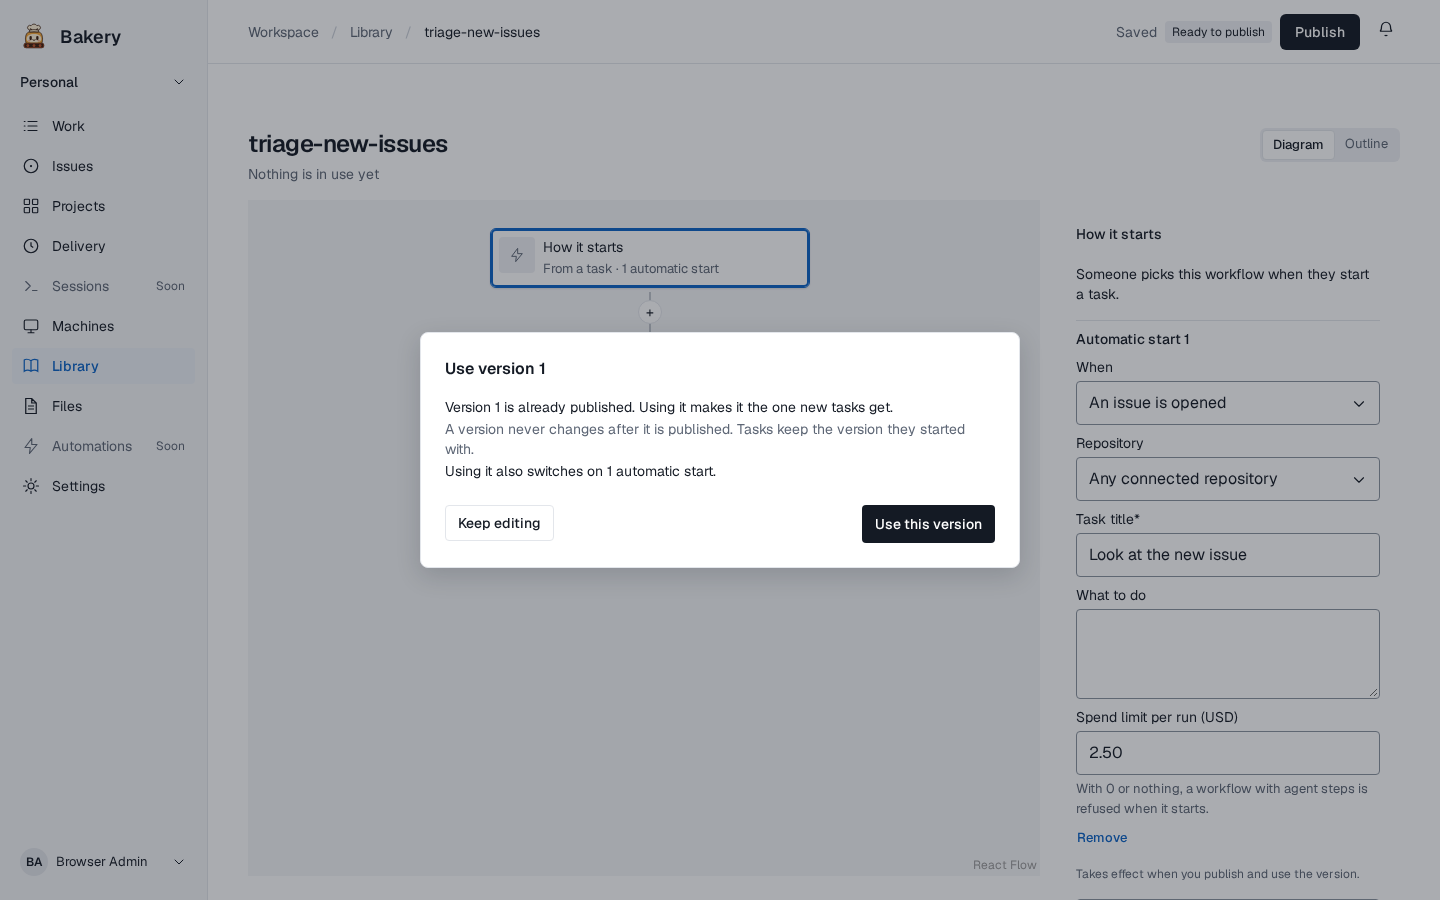 Bakery
Personal
Work
Issues
Projects
Delivery
Sessions Soon
Machines
Library
Files
Automations Soon
Settings
BA Browser Admin
Workspace / Library / triage-new-issues
Saved Ready to publish Publish
triage-new-issues
Nothing is in use yet
Diagram Outline
How it starts
From a task · 1 automatic start
+
Use version 1
Version 1 is already published. Using it makes it the one new tasks get.
A version never changes after it is published. Tasks keep the version they started
with.
Using it also switches on 1 automatic start.
Keep editing Use this version
React Flow
How it starts
Someone picks this workflow when they start
a task.
Automatic start 1
When
An issue is opened
Repository
Any connected repository
Task title*
Look at the new issue
What to do
Spend limit per run (USD)
2.50
With 0 or nothing, a workflow with agent steps is
refused when it starts.
Remove
Takes effect when you publish and use the version.